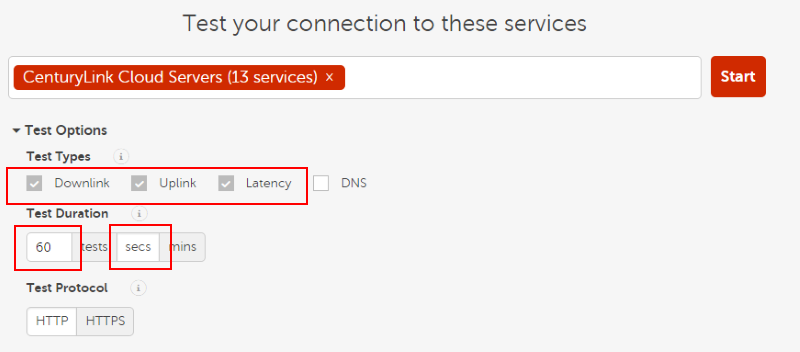 Test your connection to these services
CenturyLink Cloud Servers (13 services) x
Start
Test Options
Test Types i
Downlink Uplink Latency DNS
Test Duration i
60 tests secs mins
Test Protocol i
HTTP HTTPS